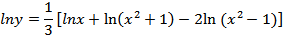 lny = 1/3 [lnx + ln(x² + 1) − 2ln (x² − 1)]